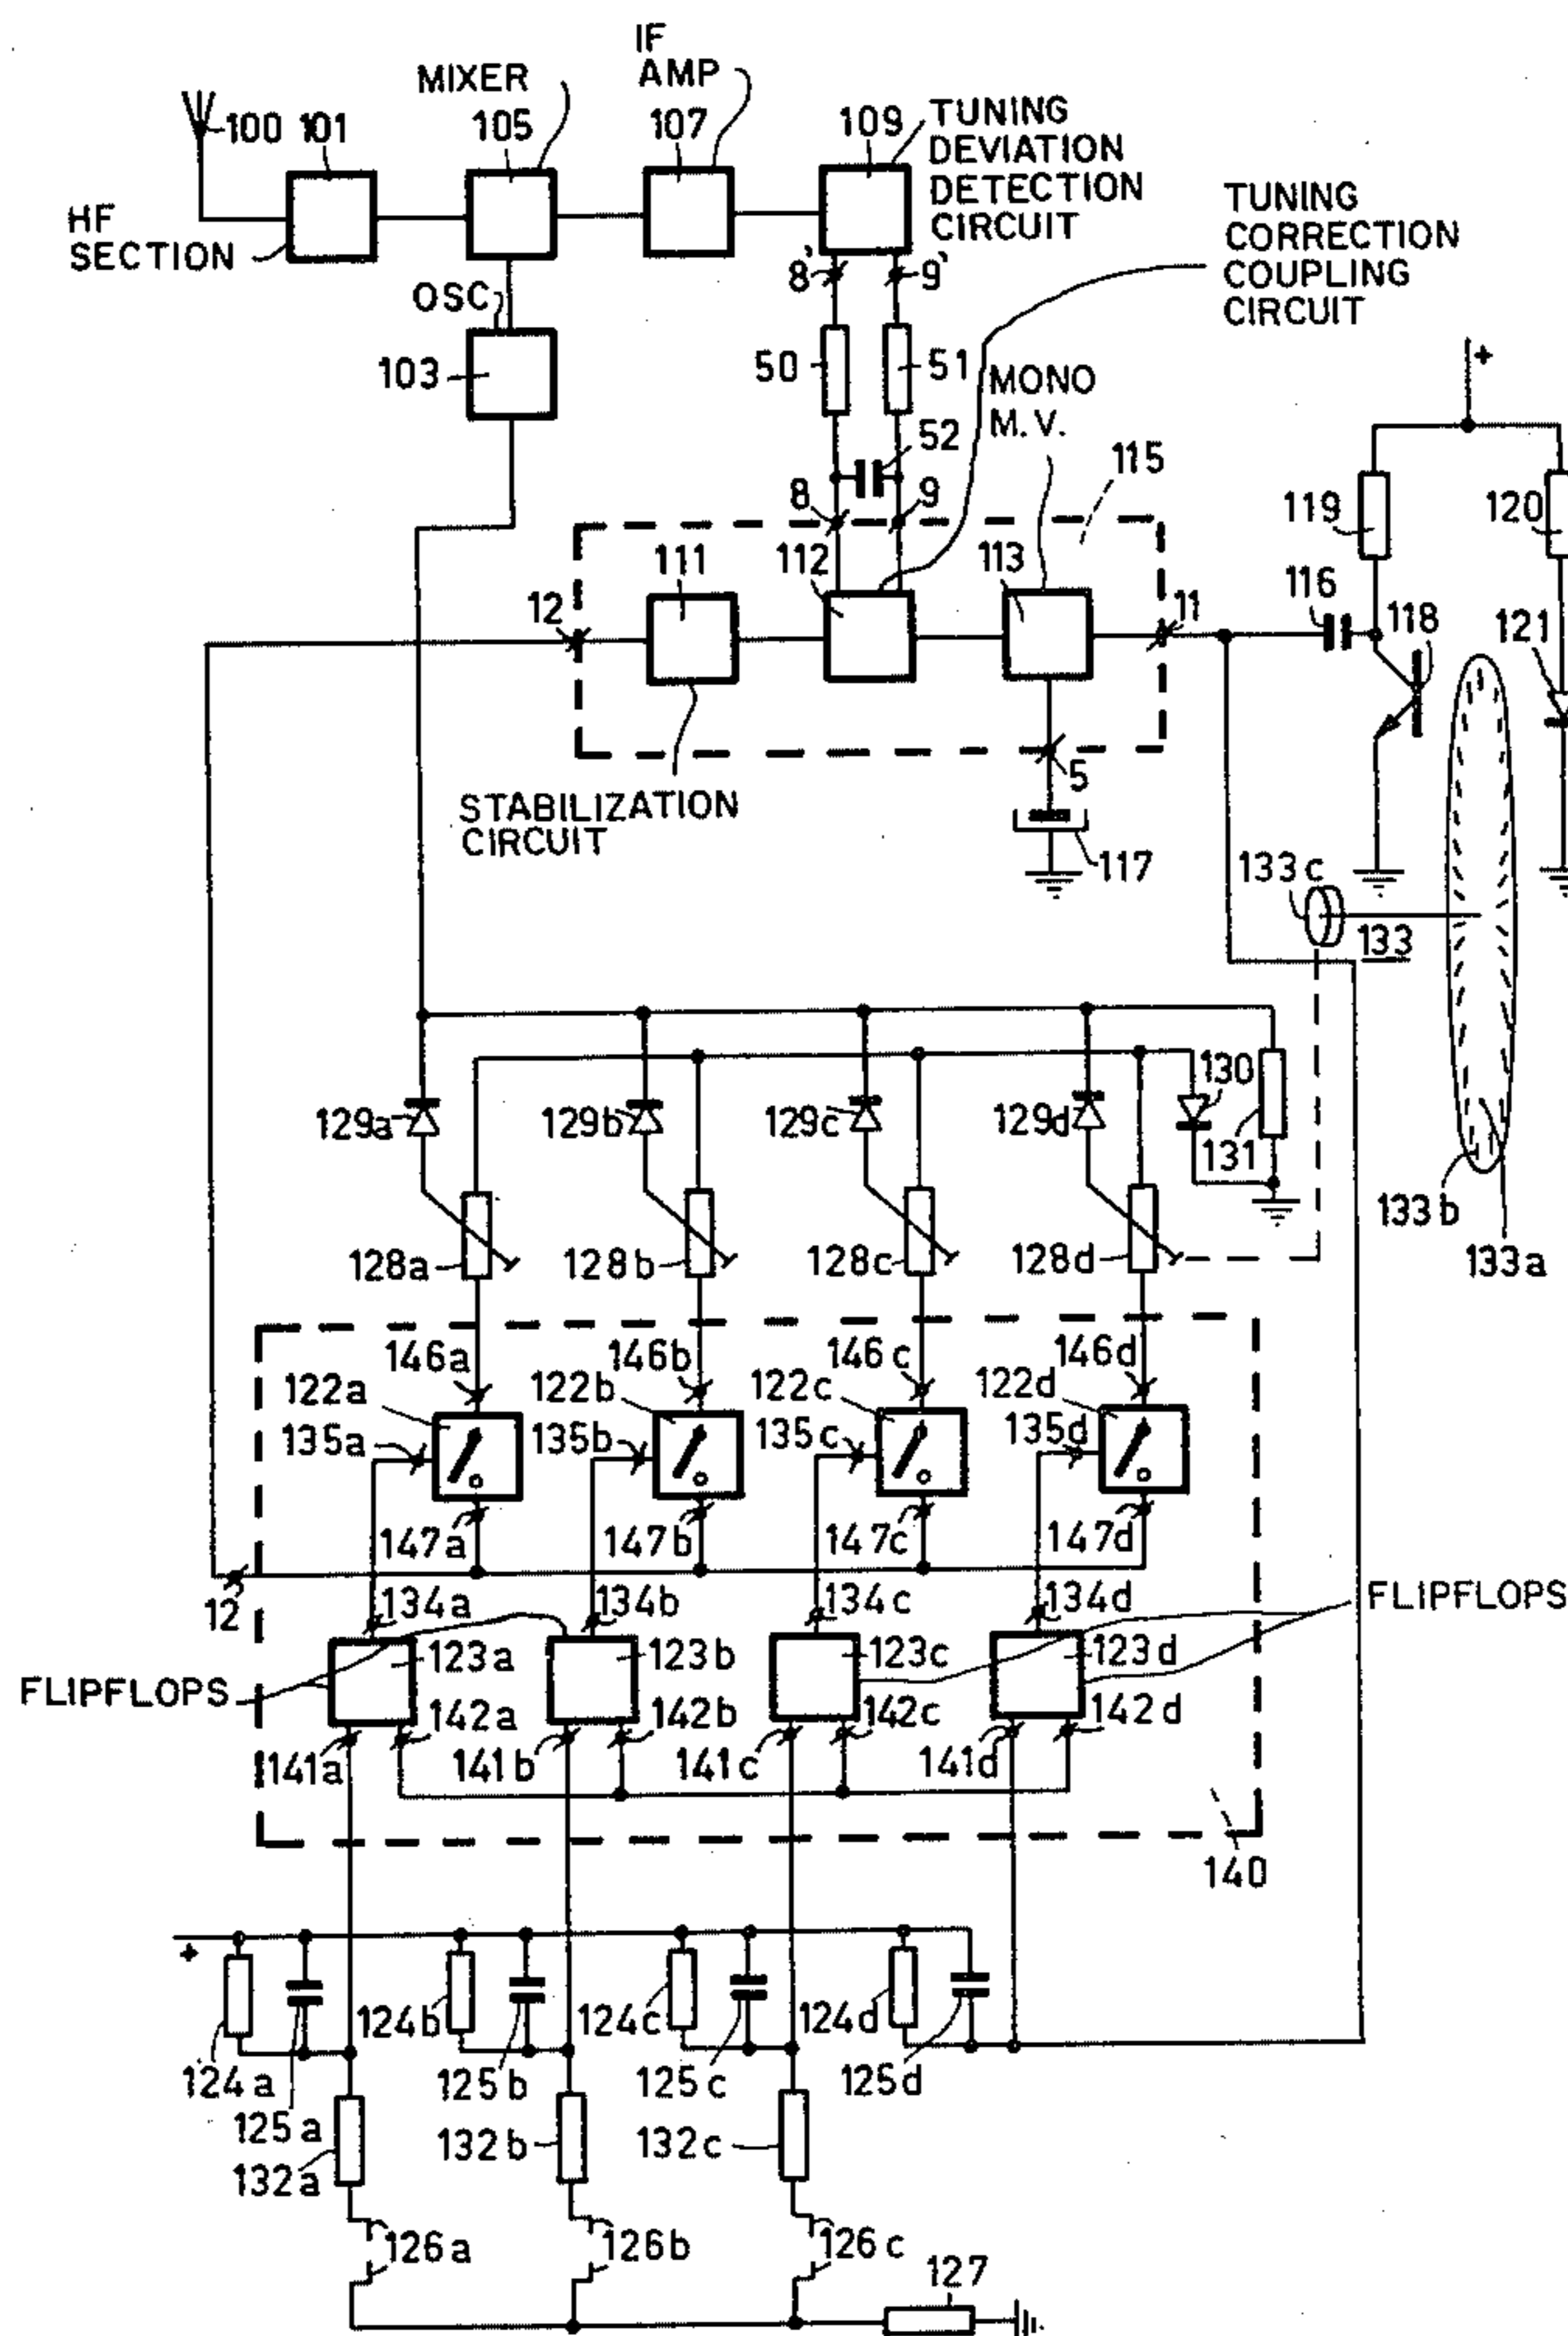 IF
AMP
MIXER
100 101
105
107
109
TUNING
DEVIATION
DETECTION
CIRCUIT
HF
SECTION
TUNING
CORRECTION
COUPLING
CIRCUIT
8'
9'
OSC
103
50
51
MONO
M.V.
+
52
115
8
9
119
120
111
112
113
116
12
11
118
121
5
STABILIZATION
CIRCUIT
117
133c
133
129a
129b
129c
129d
130
131
133b
128a
128b
128c
128d
133a
146a
146b
146c
146d
122a
122b
122c
122d
135a
135b
135c
135d
147a
147b
147c
147d
12
134a
134b
134c
134d
FLIPFLOPS
123a
123b
123c
123d
FLIPFLOPS
142a
142b
142c
142d
141a
141b
141c
141d
140
+
124a
124b
124c
124d
125a
125b
125c
125d
132a
132b
132c
126a
126b
126c
127